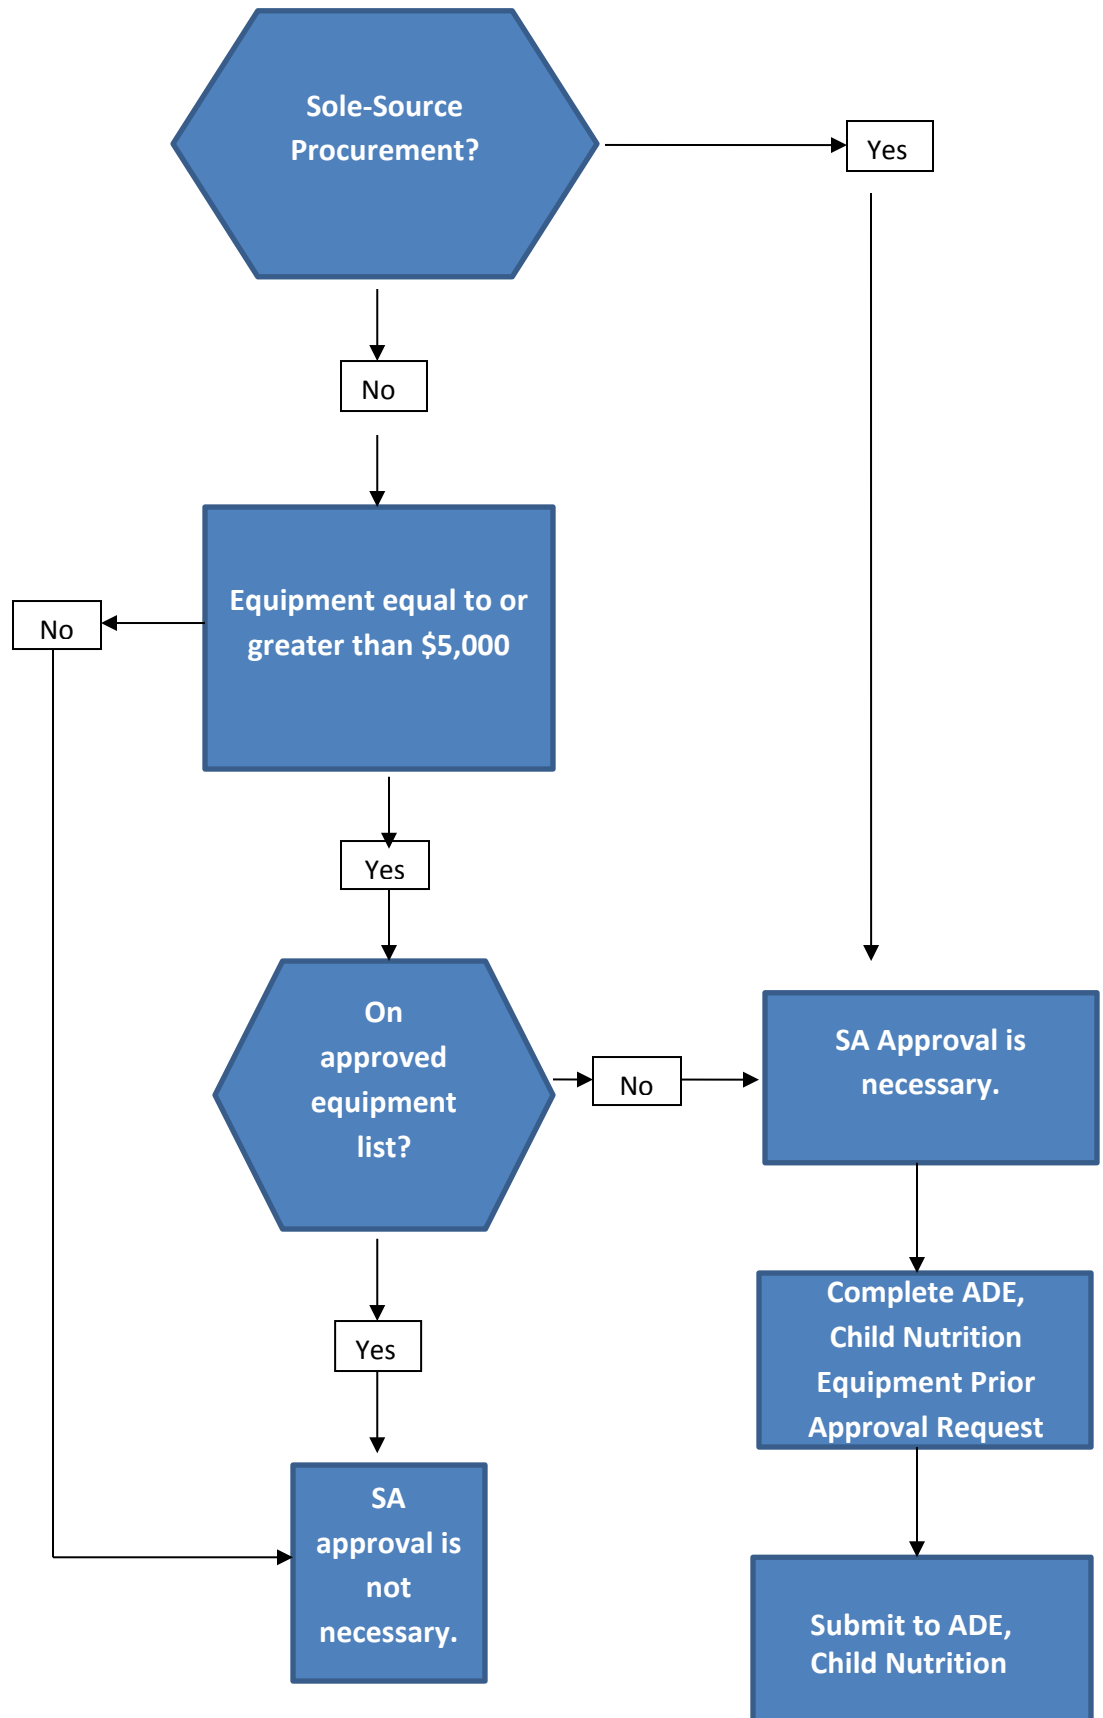 Sole-Source
Procurement?
Yes
No
Equipment equal to or
greater than $5,000
No
Yes
On
approved
equipment
list?
No
SA Approval is
necessary.
Yes
Complete ADE,
Child Nutrition
Equipment Prior
Approval Request
SA
approval is
not
necessary.
Submit to ADE,
Child Nutrition